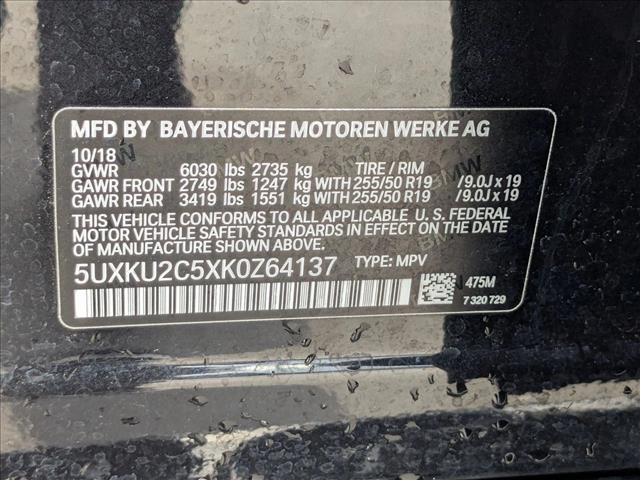 MFD BY BAYERISCHE MOTOREN WERKE AG
10/18
GVWR 6030 lbs 2735 kg TIRE / RIM
GAWR FRONT 2749 lbs 1247 kg WITH 255/50 R19 /9.0J x 19
GAWR REAR 3419 lbs 1551 kg WITH 255/50 R19 /9.0J x 19
THIS VEHICLE CONFORMS TO ALL APPLICABLE U. S. FEDERAL
MOTOR VEHICLE SAFETY STANDARDS IN EFFECT ON THE DATE
OF MANUFACTURE SHOWN ABOVE.
5UXKU2C5XK0Z64137 TYPE: MPV
475M
7 320 729